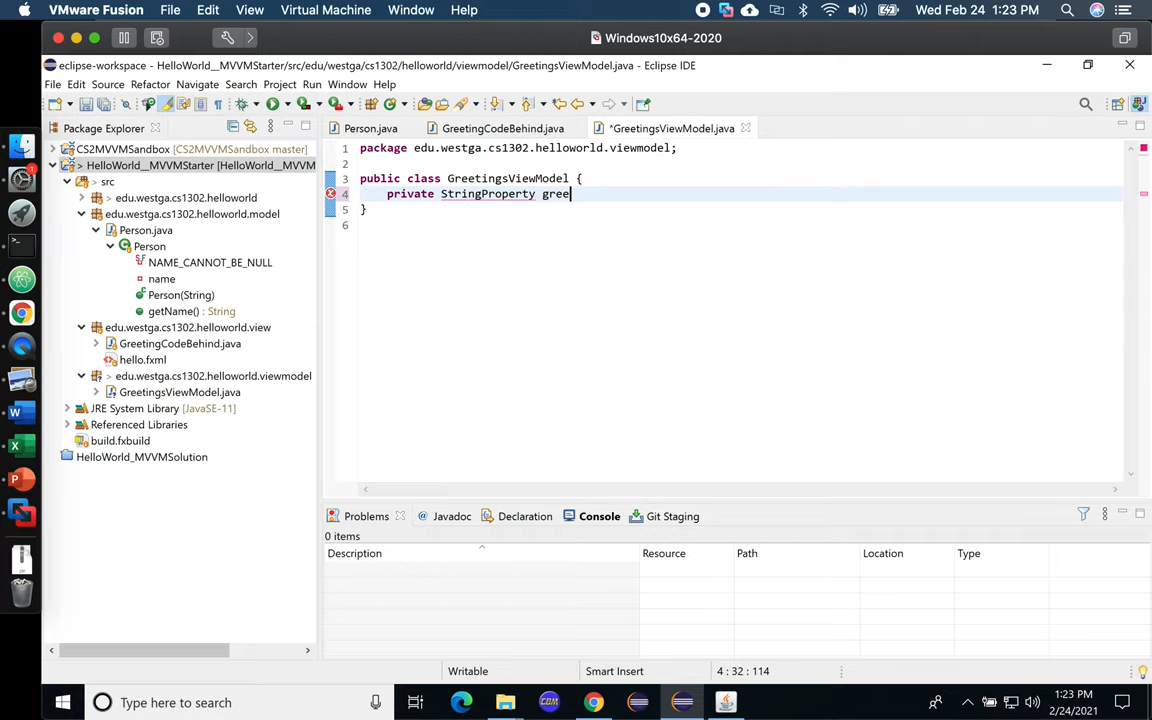 VMware Fusion File Edit View Virtual Machine Window Help Wed Feb 24 1:23 PM
Windows10x64-2020
eclipse-workspace - HelloWorld__MVVMStarter/src/edu/westga/cs1302/helloworld/viewmodel/GreetingsViewModel.java - Eclipse IDE
File Edit Source Refactor Navigate Search Project Run Window Help
Package Explorer
Person.java GreetingCodeBehind.java *GreetingsViewModel.java
CS2MVVMSandbox [CS2MVVMSandbox master]
> HelloWorld__MVVMStarter [HelloWorld__MVVM
> src
> edu.westga.cs1302.helloworld
> edu.westga.cs1302.helloworld.model
Person.java
Person
NAME_CANNOT_BE_NULL
name
Person(String)
getName() : String
edu.westga.cs1302.helloworld.view
GreetingCodeBehind.java
hello.fxml
> edu.westga.cs1302.helloworld.viewmodel
GreetingsViewModel.java
JRE System Library [JavaSE-11]
Referenced Libraries
build.fxbuild
HelloWorld_MVVMSolution
1 package edu.westga.cs1302.helloworld.viewmodel;
2
3 public class GreetingsViewModel {
4 private StringProperty gree
5 }
6
Problems Javadoc Declaration Console Git Staging
0 items
Description Resource Path Location Type
Writable Smart Insert 4 : 32 : 114
Type here to search
1:23 PM
2/24/2021